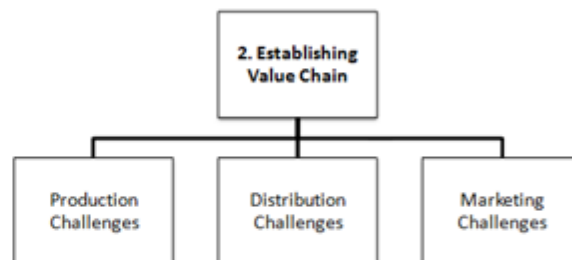 2. Establishing
Value Chain
Production
Challenges
Distribution
Challenges
Marketing
Challenges